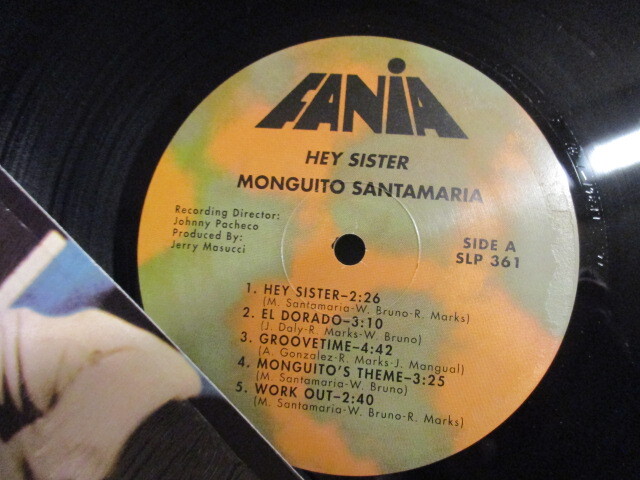 FANiA
HEY SISTER
MONGUITO SANTAMARIA
Recording Director:
Johnny Pacheco
Produced By:
Jerry Masucci
SIDE A
SLP 361
1. HEY SISTER–2:26
(M. Santamaria-W. Bruno-R. Marks)
2. EL DORADO–3:10
(J. Daly-R. Marks-W. Bruno)
3. GROOVETIME–4:42
(A. Gonzalez-R. Marks-J. Mangual)
4. MONGUITO'S THEME–3:25
(M. Santamaria-W. Bruno)
5. WORK OUT–2:40
(M. Santamaria-W. Bruno-R. Marks)